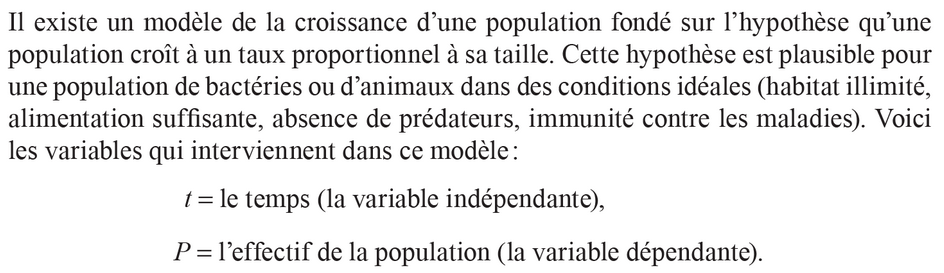 Il existe un modèle de la croissance d’une population fondé sur l’hypothèse qu’une
population croît à un taux proportionnel à sa taille. Cette hypothèse est plausible pour
une population de bactéries ou d’animaux dans des conditions idéales (habitat illimité,
alimentation suffisante, absence de prédateurs, immunité contre les maladies). Voici
les variables qui interviennent dans ce modèle :
t = le temps (la variable indépendante),
P = l’effectif de la population (la variable dépendante).